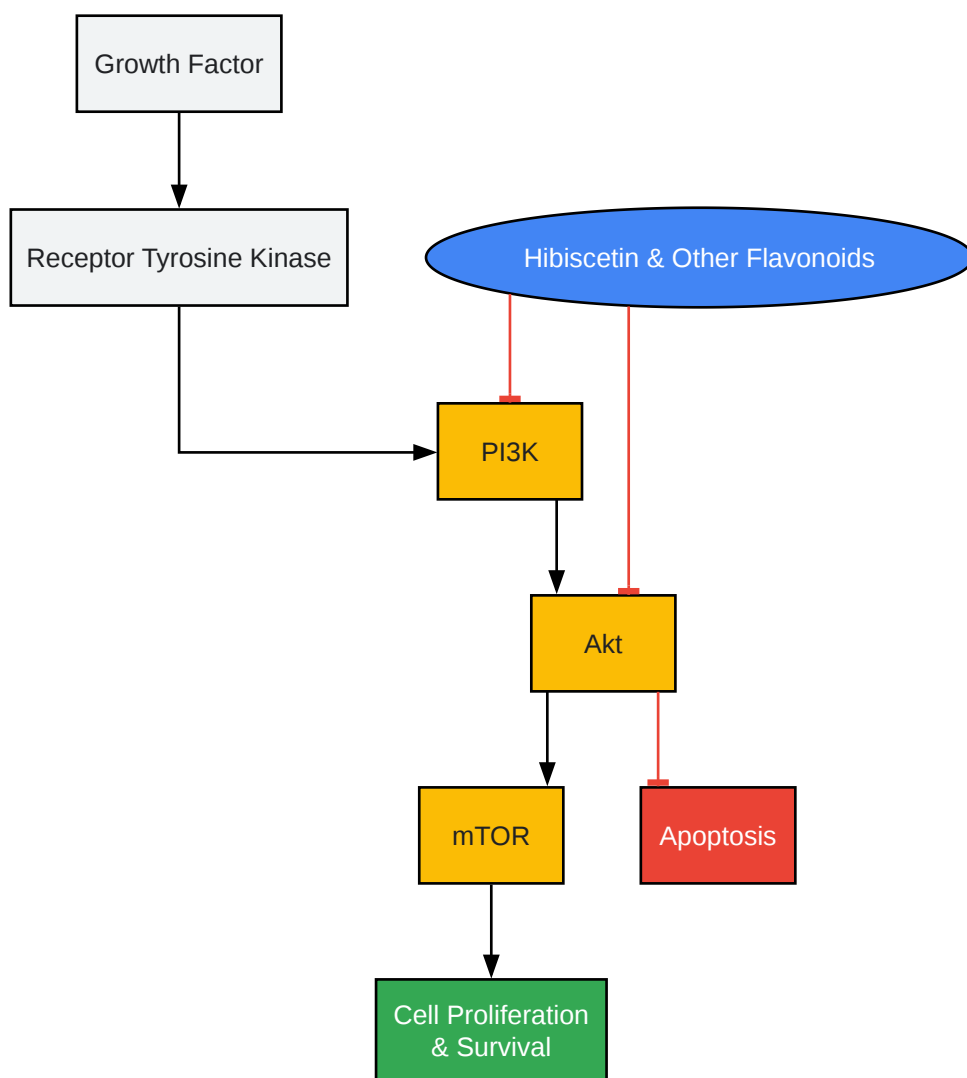 Growth Factor
Receptor Tyrosine Kinase
Hibiscetin & Other Flavonoids
PI3K
Akt
mTOR
Apoptosis
Cell Proliferation
& Survival